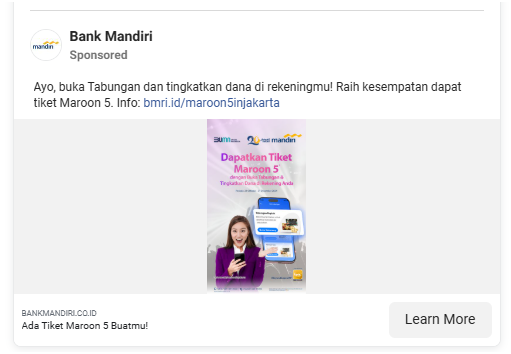 Bank Mandiri
Sponsored
mandiri
Ayo, buka Tabungan dan tingkatkan dana di rekeningmu! Raih kesempatan dapat
tiket Maroon 5. Info: bmri.id/maroon5injakarta
BUMN
mandiri
Dapatkan Tiket
Maroon 5
dengan Buka Tabungan &
Tingkatkan Dana di Rekening Anda
BANKMANDIRI.CO.ID
Ada Tiket Maroon 5 Buatmu!
Learn More